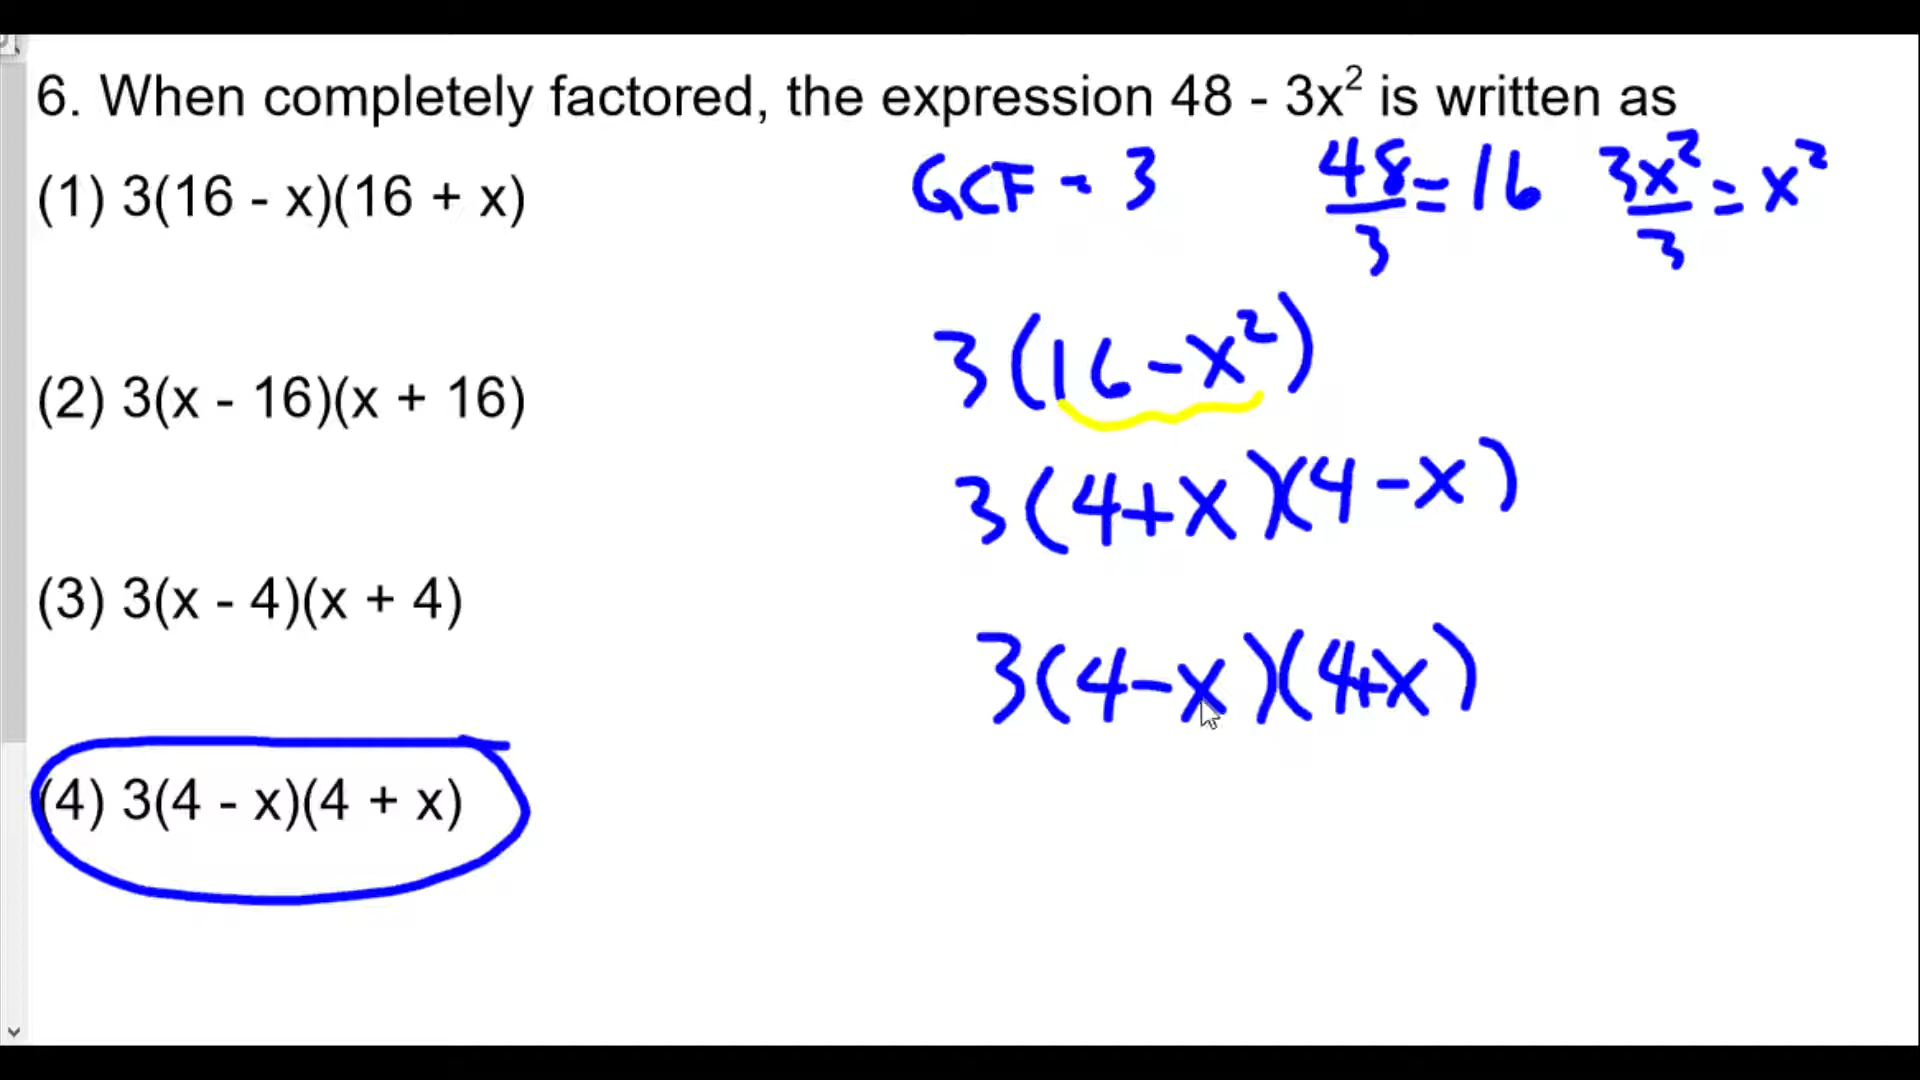 6. When completely factored, the expression 48 - 3x² is written as
(1) 3(16 - x)(16 + x)
GCF = 3
48/3 = 16
3x²/3 = x²
3(16 - x²)
(2) 3(x - 16)(x + 16)
3(4+x)(4-x)
(3) 3(x - 4)(x + 4)
3(4-x)(4+x)
(4) 3(4 - x)(4 + x)